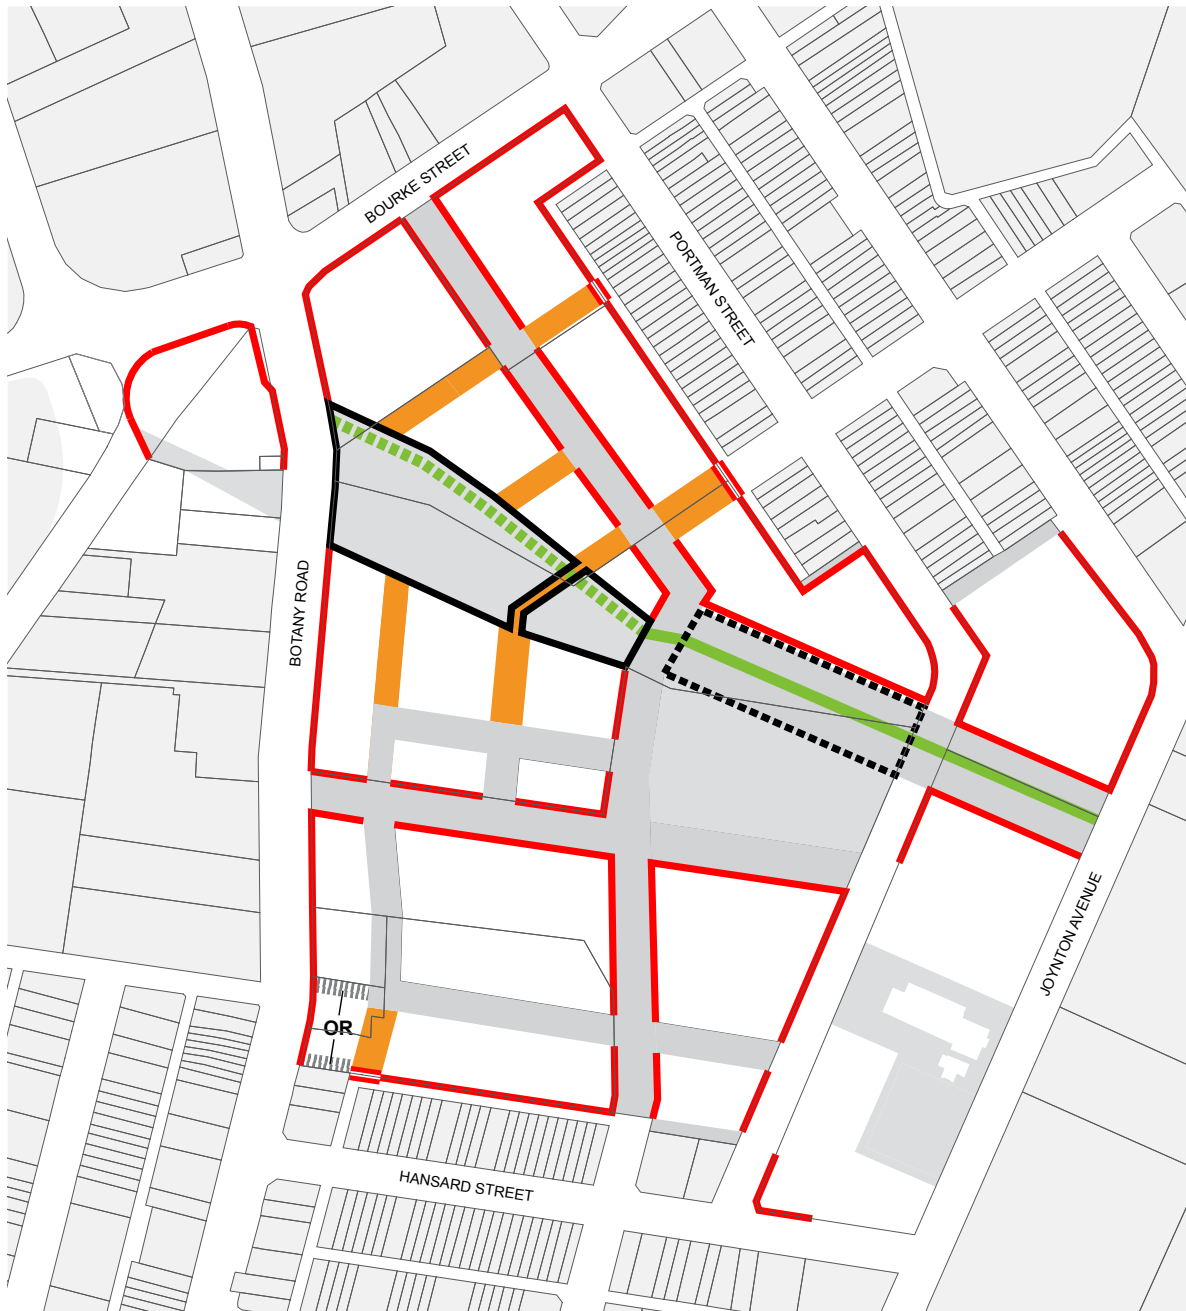 BOURKE STREET
PORTMAN STREET
BOTANY ROAD
JOYNTON AVENUE
OR
HANSARD STREET